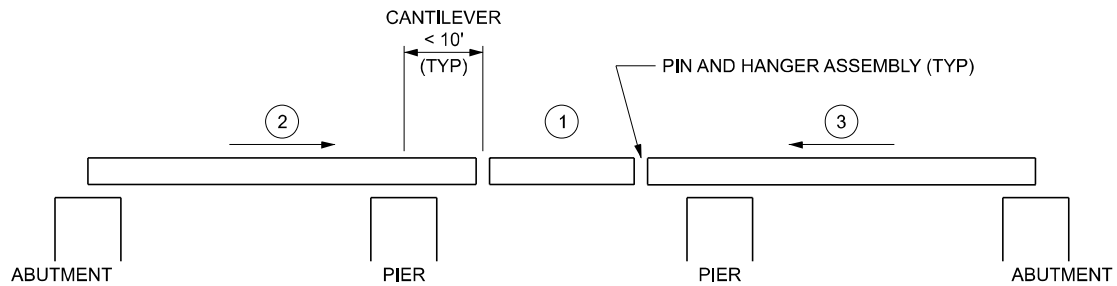 CANTILEVER
< 10'
(TYP)
PIN AND HANGER ASSEMBLY (TYP)
2
1
3
ABUTMENT
PIER
PIER
ABUTMENT